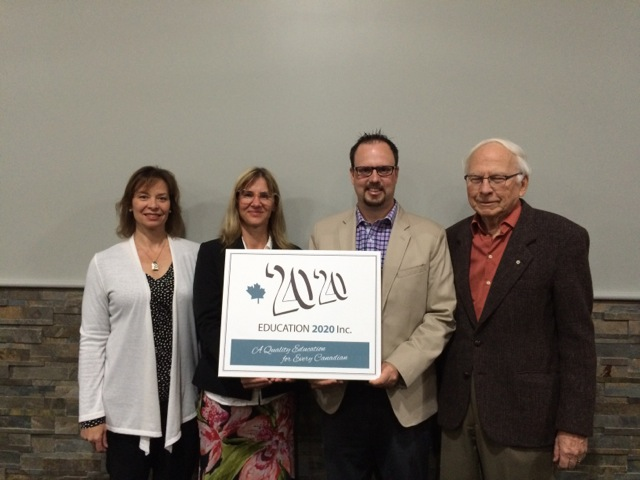 2020
EDUCATION 2020 Inc.
A Quality Education
for Every Canadian